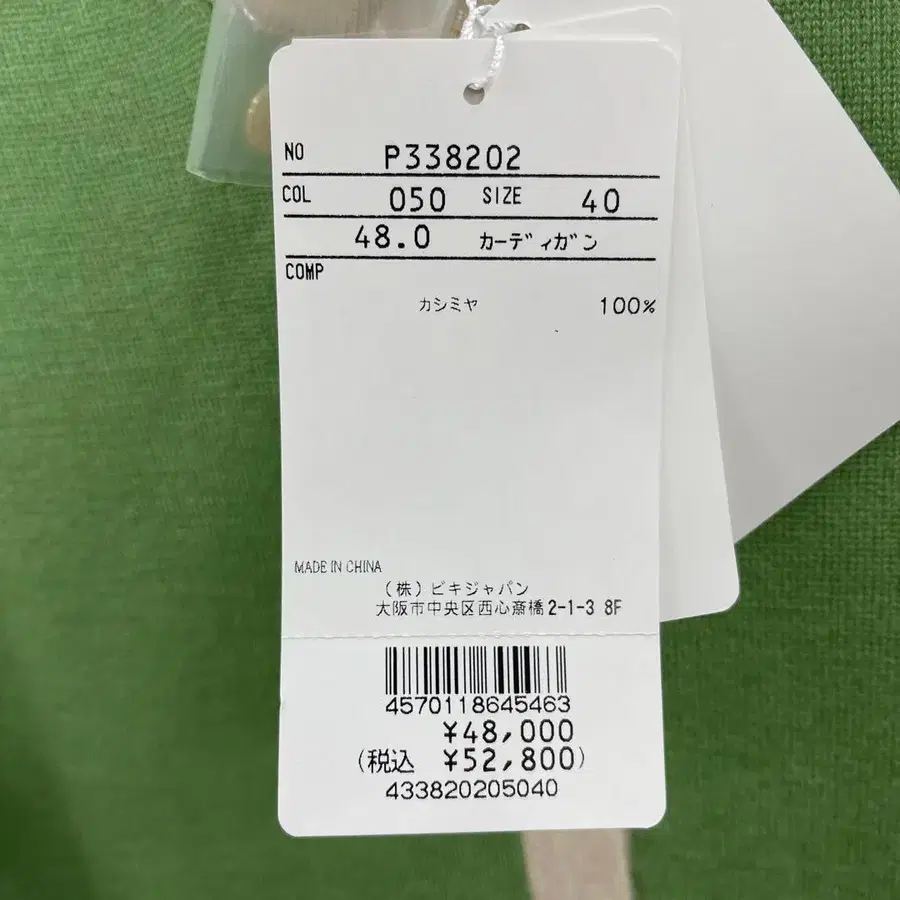 NO P338202
COL 050 SIZE 40
48.0 カーディガン
COMP
カシミヤ 100%
MADE IN CHINA
(株)ビキジャパン
大阪市中央区西心斎橋2-1-3 8F
4570118645463
¥48,000
(税込 ¥52,800)
433820205040